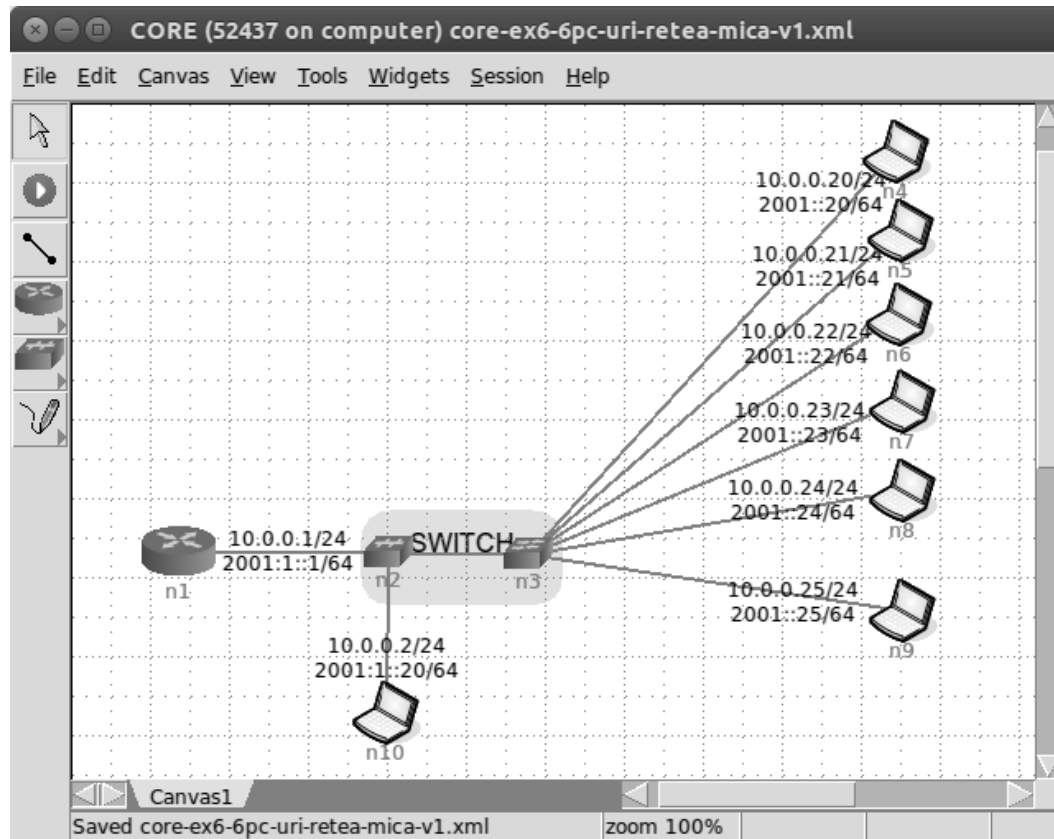 CORE (52437 on computer) core-ex6-6pc-uri-retea-mica-v1.xml
File Edit Canvas View Tools Widgets Session Help
10.0.0.20/24
n4
2001::20/64
10.0.0.21/24
n5
2001::21/64
10.0.0.22/24
2001::22/64
n6
10.0.0.23/24
2001::23/64
n7
10.0.0.24/24
2001::24/64
n8
10.0.0.1/24
2001:1::1/64
n1
SWITCH
n2
n3
10.0.0.25/24
2001::25/64
n9
10.0.0.2/24
2001:1::20/64
n10
Canvas1
Saved core-ex6-6pc-uri-retea-mica-v1.xml
zoom 100%